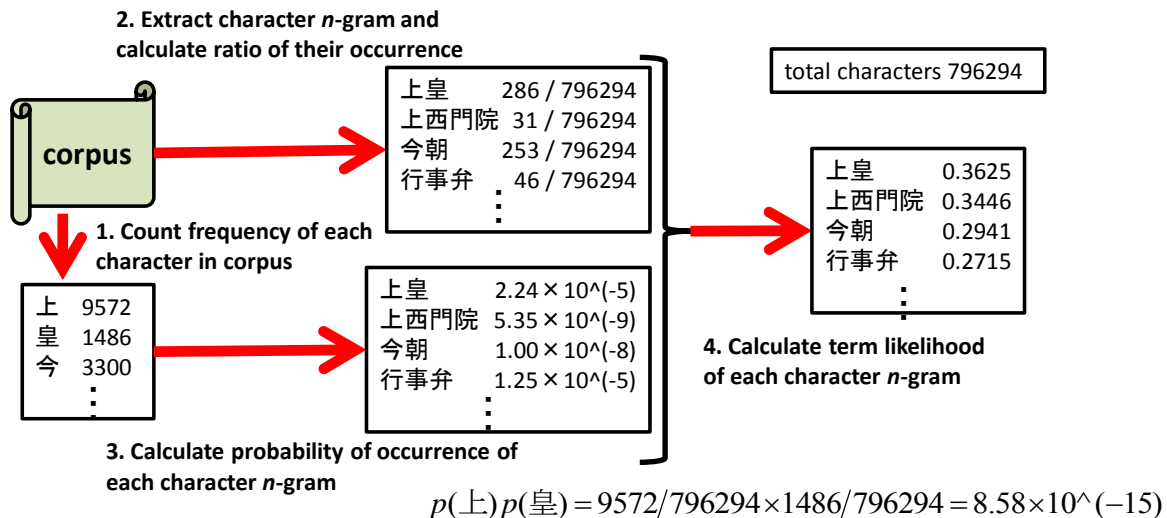 2. Extract character n-gram and
calculate ratio of their occurrence
total characters 796294
corpus
上皇 286 / 796294
上西門院 31 / 796294
今朝 253 / 796294
行事弁 46 / 796294
⋮
上皇 0.3625
上西門院 0.3446
今朝 0.2941
行事弁 0.2715
⋮
1. Count frequency of each
character in corpus
上 9572
皇 1486
今 3300
⋮
上皇 2.24×10^(-5)
上西門院 5.35×10^(-9)
今朝 1.00×10^(-8)
行事弁 1.25×10^(-5)
⋮
4. Calculate term likelihood
of each character n-gram
3. Calculate probability of occurrence of
each character n-gram
p(上)p(皇)=9572/796294×1486/796294=8.58×10^(−15)